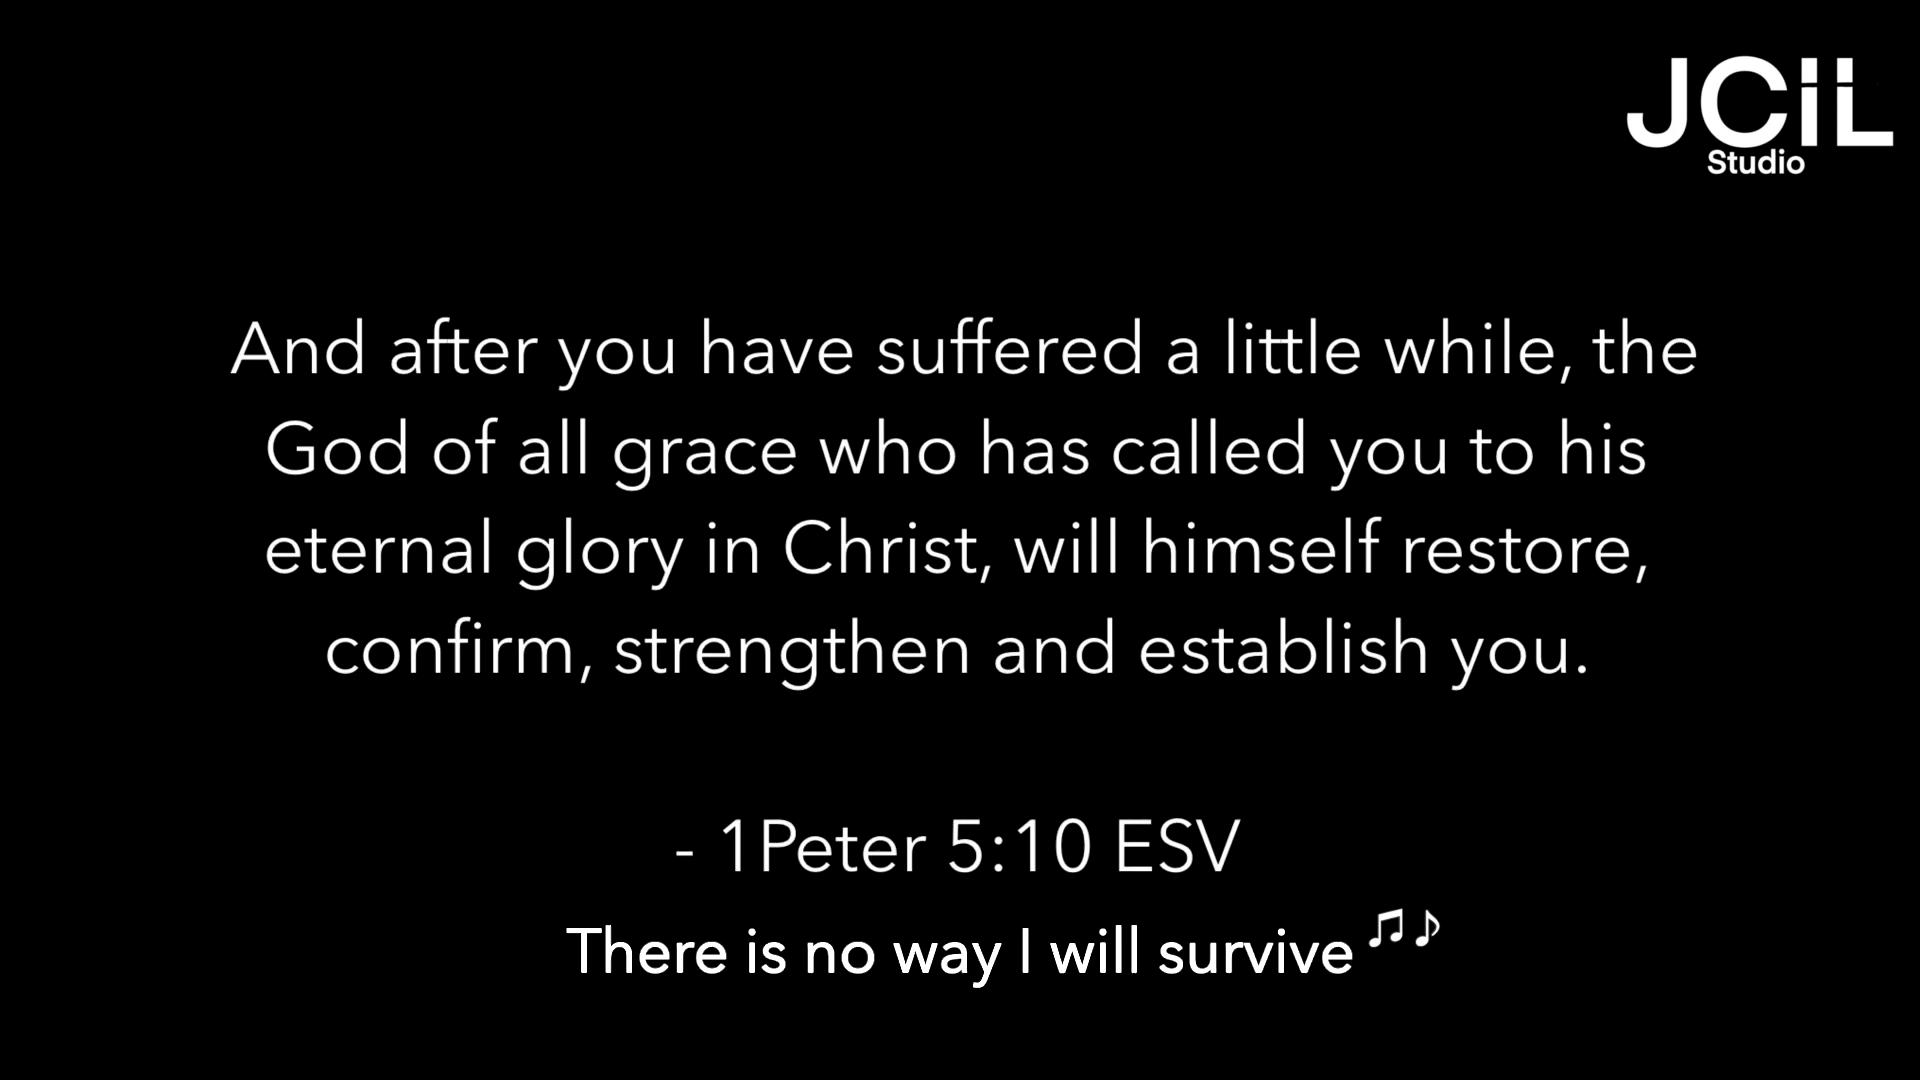 JCiL
Studio
And after you have suffered a little while, the
God of all grace who has called you to his
eternal glory in Christ, will himself restore,
confirm, strengthen and establish you.
- 1Peter 5:10 ESV
There is no way I will survive ♫♪